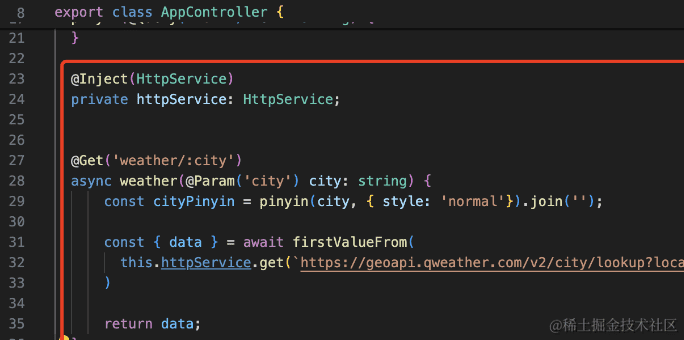 8 export class AppController {
21 }
22
23 @Inject(HttpService)
24 private httpService: HttpService;
25
26
27 @Get('weather/:city')
28 async weather(@Param('city') city: string) {
29 const cityPinyin = pinyin(city, { style: 'normal'}).join('');
30
31 const { data } = await firstValueFrom(
32 this.httpService.get(`https://geoapi.qweather.com/v2/city/lookup?loca
33 )
34
35 return data;
@稀土掘金技术社区